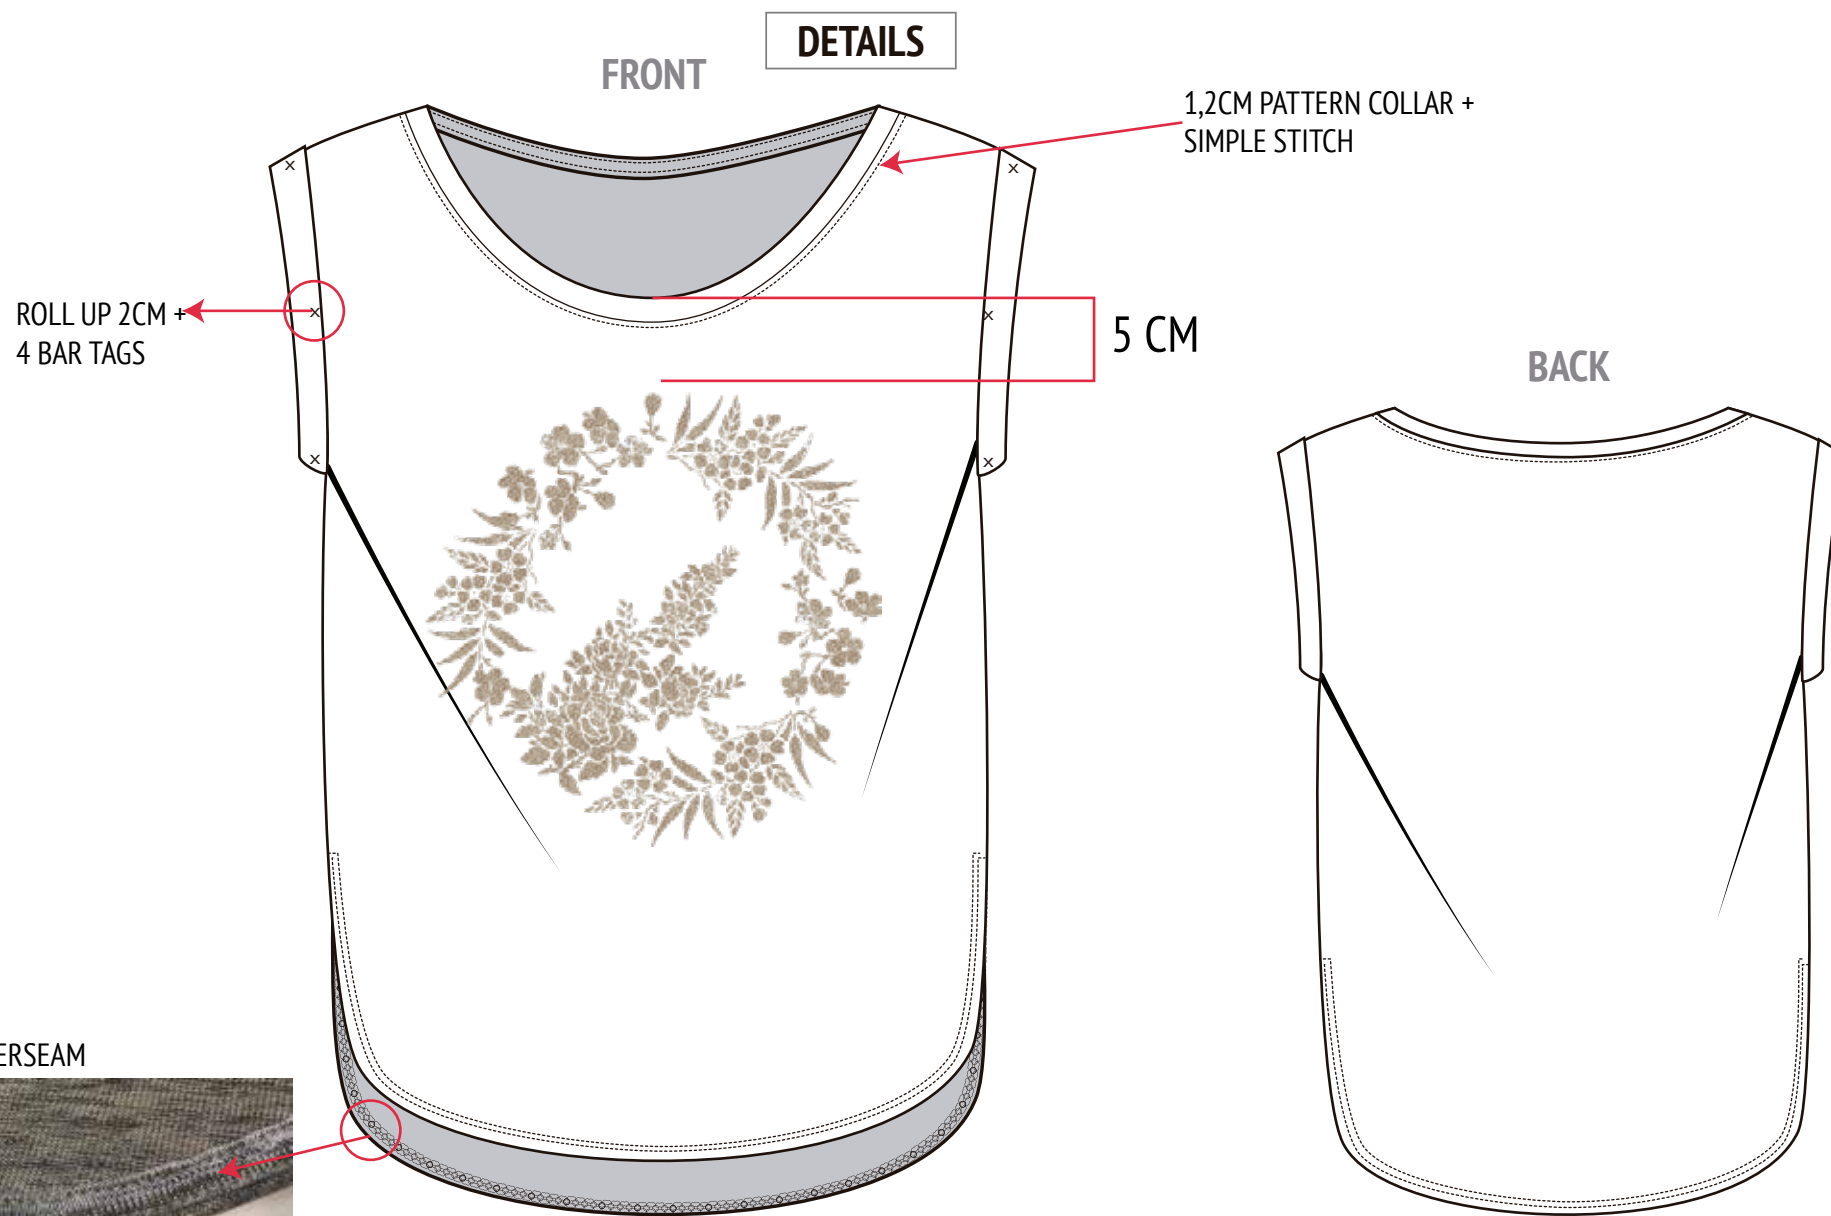 DETAILS
FRONT
1,2CM PATTERN COLLAR +
SIMPLE STITCH
ROLL UP 2CM +
4 BAR TAGS
5 CM
BACK
ERSEAM